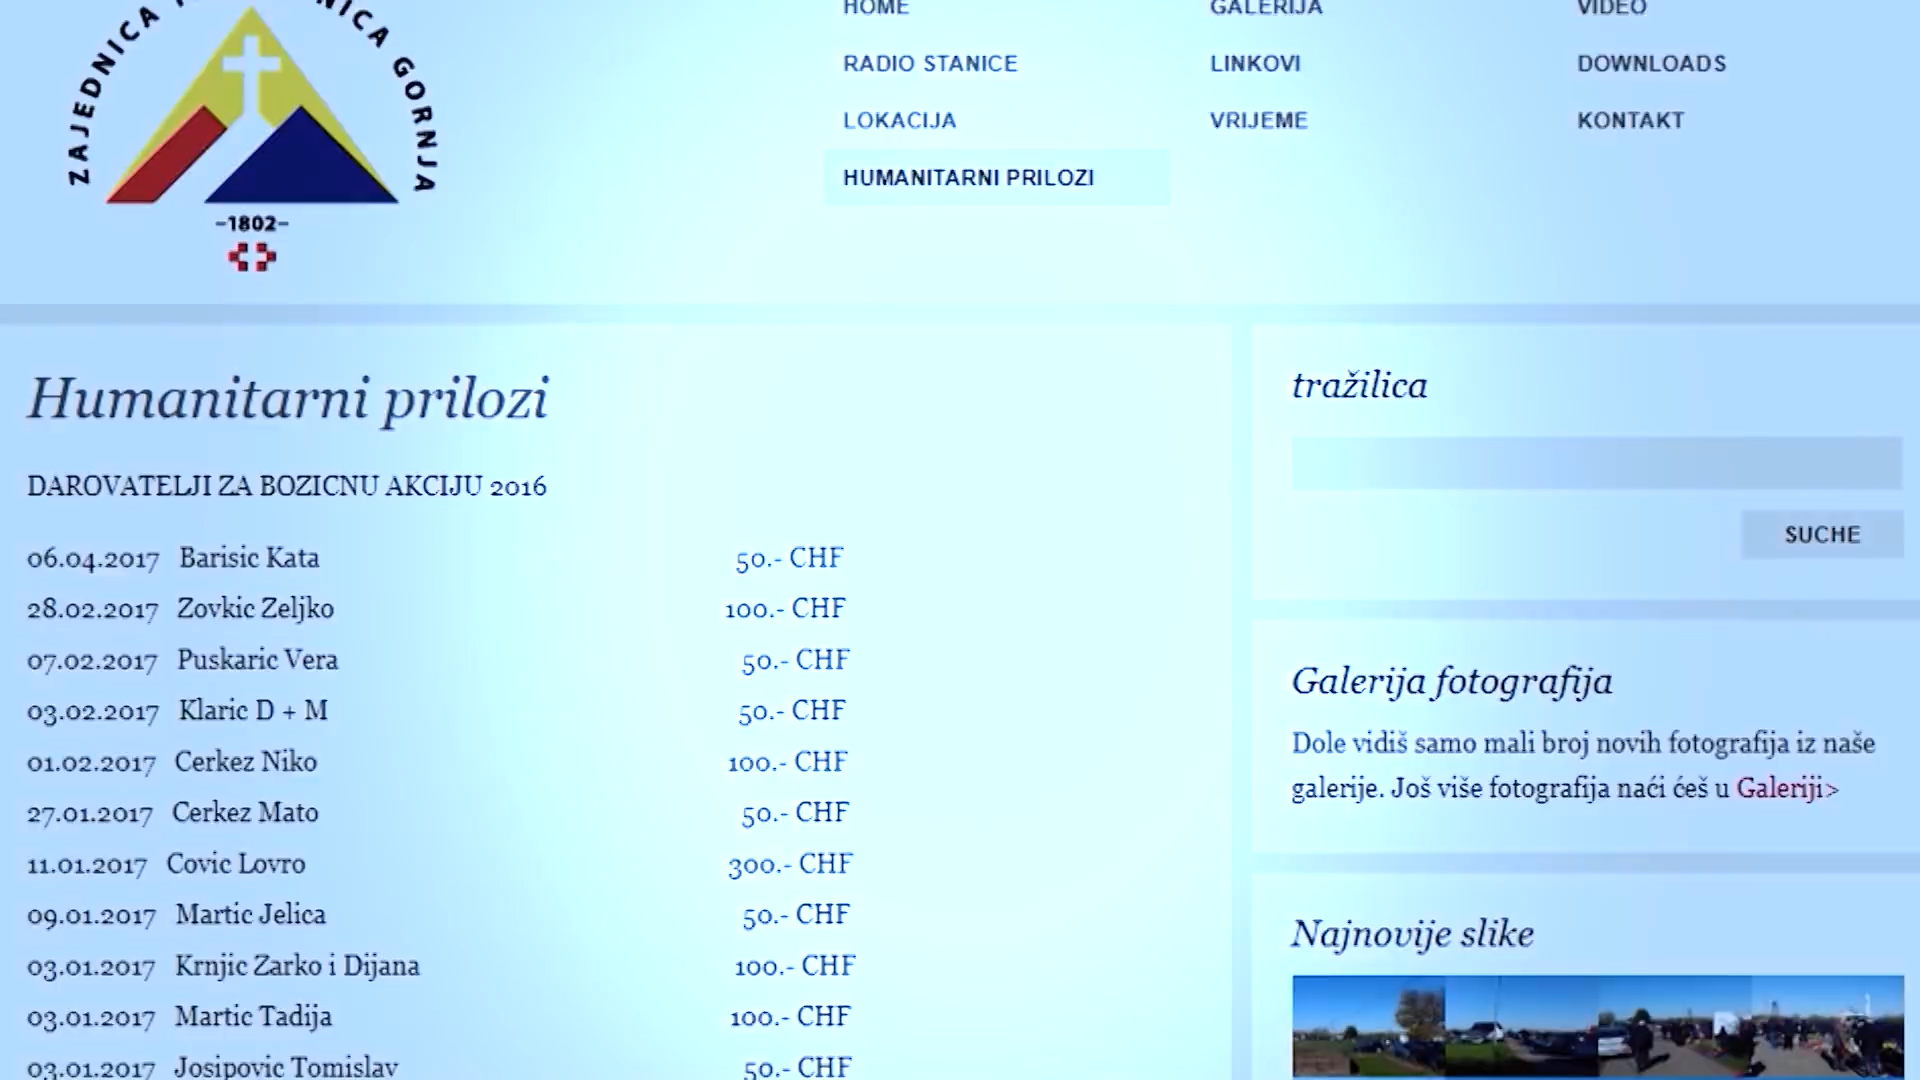 ZAJEDNICA
GORNJA
-1802-
HOME
GALERIJA
VIDEO
RADIO STANICE
LINKOVI
DOWNLOADS
LOKACIJA
VRIJEME
KONTAKT
HUMANITARNI PRILOZI
Humanitarni prilozi
DAROVATELJI ZA BOZICNU AKCIJU 2016
06.04.2017 Barisic Kata 50.- CHF
28.02.2017 Zovkic Zeljko 100.- CHF
07.02.2017 Puskaric Vera 50.- CHF
03.02.2017 Klaric D + M 50.- CHF
01.02.2017 Cerkez Niko 100.- CHF
27.01.2017 Cerkez Mato 50.- CHF
11.01.2017 Covic Lovro 300.- CHF
09.01.2017 Martic Jelica 50.- CHF
03.01.2017 Krnjic Zarko i Dijana 100.- CHF
03.01.2017 Martic Tadija 100.- CHF
03.01.2017 Josipovic Tomislav 50.- CHF
tražilica
SUCHE
Galerija fotografija
Dole vidiš samo mali broj novih fotografija iz naše
galerije. Još više fotografija naći ćeš u Galeriji>
Najnovije slike